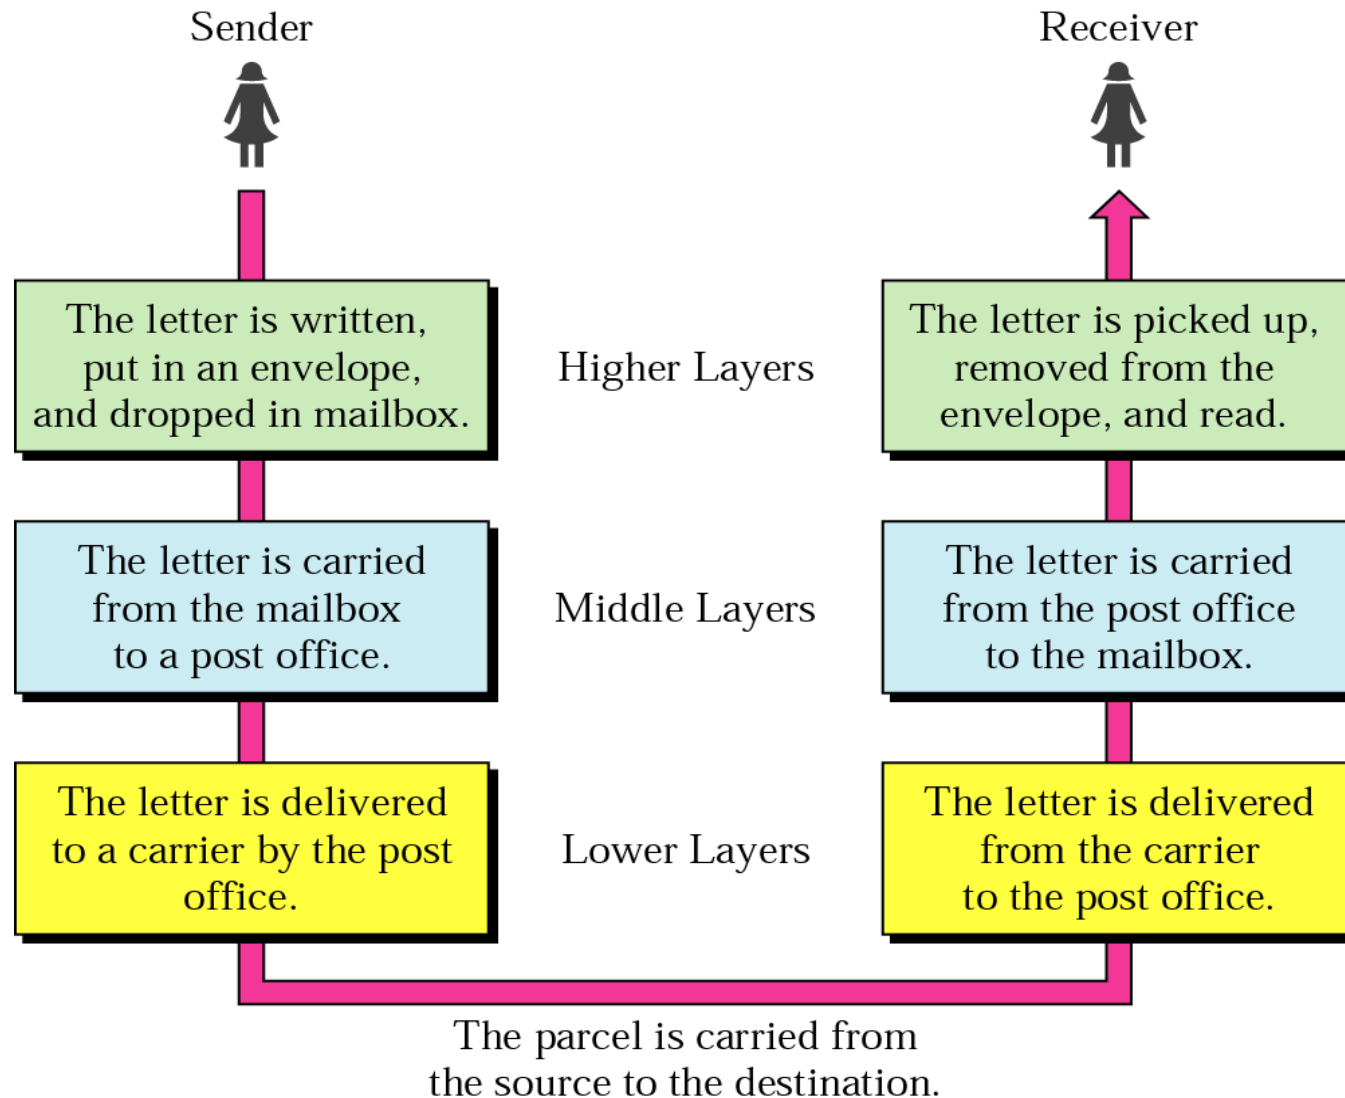 Sender
Receiver
The letter is written,
put in an envelope,
and dropped in mailbox.
Higher Layers
The letter is picked up,
removed from the
envelope, and read.
The letter is carried
from the mailbox
to a post office.
Middle Layers
The letter is carried
from the post office
to the mailbox.
The letter is delivered
to a carrier by the post
office.
Lower Layers
The letter is delivered
from the carrier
to the post office.
The parcel is carried from
the source to the destination.